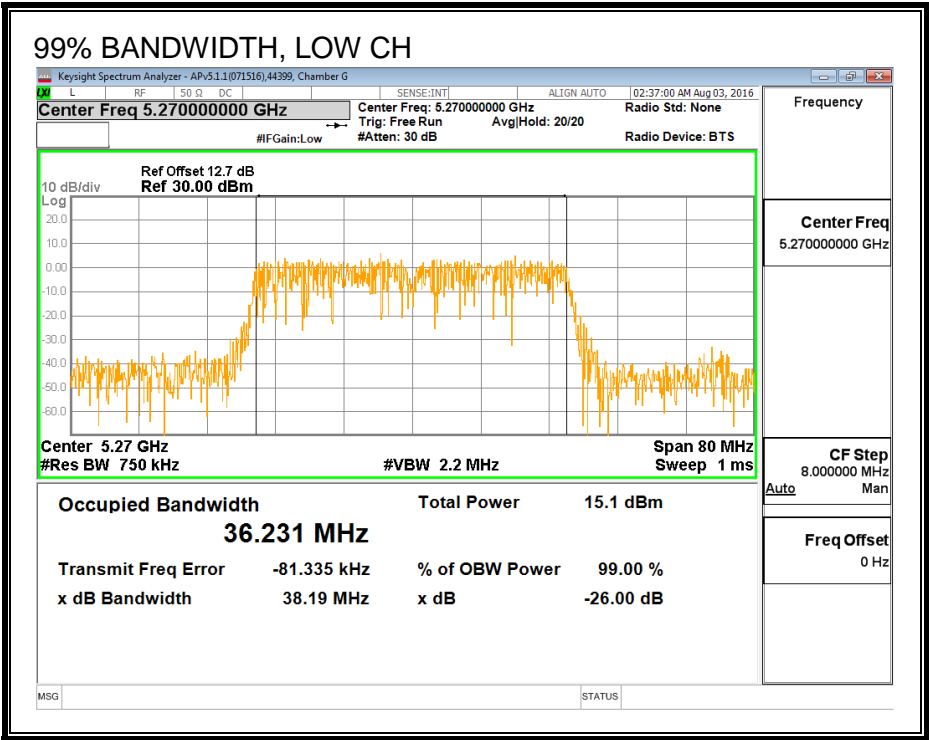 99% BANDWIDTH, LOW CH
Keysight Spectrum Analyzer - APv5.1.1(071516),44399, Chamber G
LXI L RF 50 Ω DC SENSE:INT ALIGN AUTO 02:37:00 AM Aug 03, 2016
Center Freq 5.270000000 GHz
Center Freq: 5.270000000 GHz Radio Std: None
Trig: Free Run Avg|Hold: 20/20
#IFGain:Low #Atten: 30 dB Radio Device: BTS
Ref Offset 12.7 dB
10 dB/div Ref 30.00 dBm
Log
20.0
10.0
0.00
-10.0
-20.0
-30.0
-40.0
-50.0
-60.0
Center 5.27 GHz Span 80 MHz
#Res BW 750 kHz #VBW 2.2 MHz Sweep 1 ms
Occupied Bandwidth Total Power 15.1 dBm
36.231 MHz
Transmit Freq Error -81.335 kHz % of OBW Power 99.00 %
x dB Bandwidth 38.19 MHz x dB -26.00 dB
MSG STATUS
Frequency
Center Freq
5.270000000 GHz
CF Step
8.000000 MHz
Auto Man
Freq Offset
0 Hz